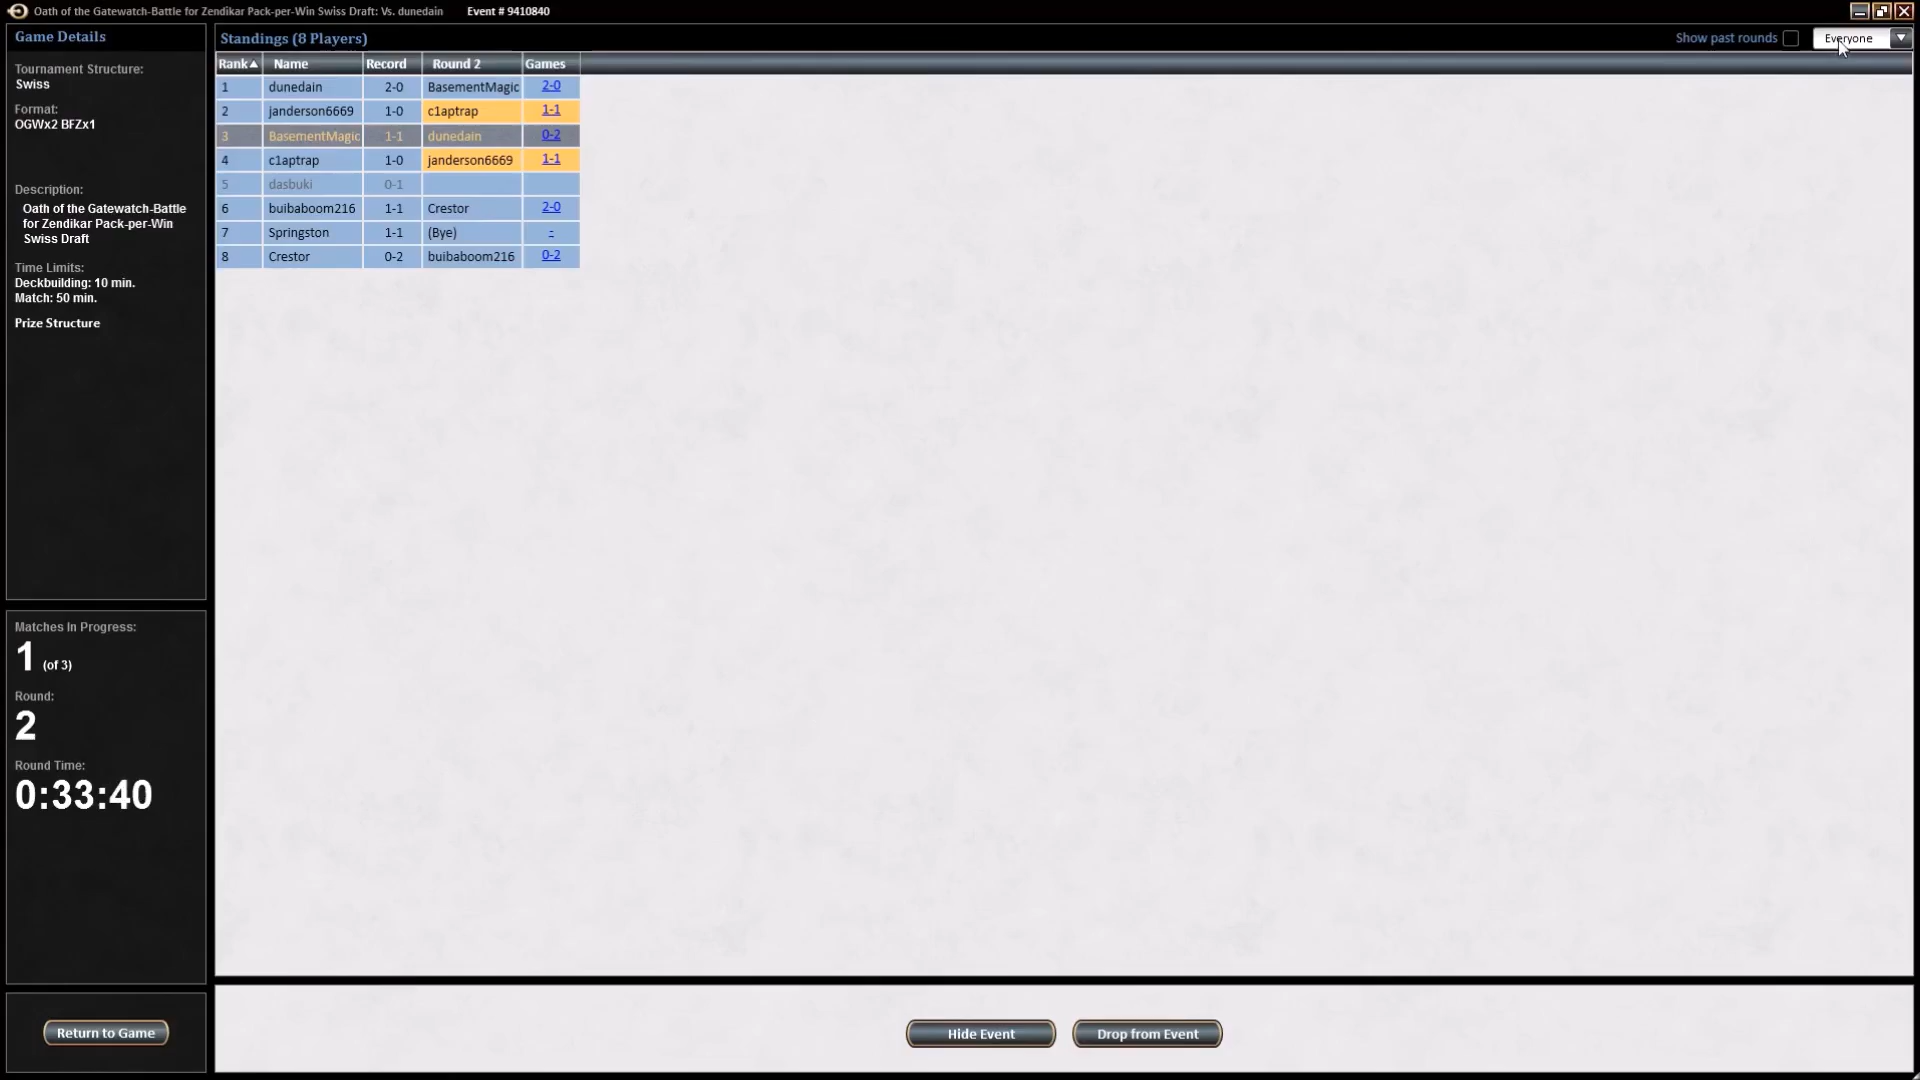 Oath of the Gatewatch-Battle for Zendikar Pack-per-Win Swiss Draft: Vs. dunedain Event # 9410840
Game Details
Tournament Structure:
Swiss
Format:
OGWx2 BFZx1
Description:
Oath of the Gatewatch-Battle
for Zendikar Pack-per-Win
Swiss Draft
Time Limits:
Deckbuilding: 10 min.
Match: 50 min.
Prize Structure
Matches In Progress:
1 (of 3)
Round:
2
Round Time:
0:33:40
Return to Game
Standings (8 Players)
Show past rounds
Everyone
Rank Name Record Round 2 Games
1 dunedain 2-0 BasementMagic 2-0
2 janderson6669 1-0 c1aptrap 1-1
3 BasementMagic 1-1 dunedain 0-2
4 c1aptrap 1-0 janderson6669 1-1
5 dasbuki 0-1
6 buibaboom216 1-1 Crestor 2-0
7 Springston 1-1 (Bye) -
8 Crestor 0-2 buibaboom216 0-2
Hide Event
Drop from Event